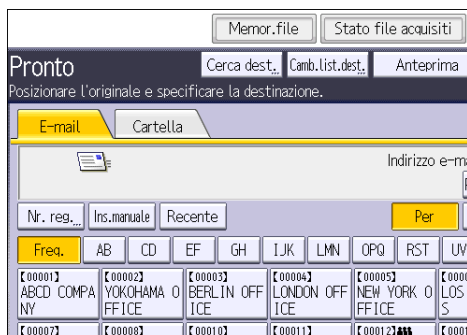 Memor.file Stato file acquisiti
Pronto Cerca dest. Camb.list.dest. Anteprima
Posizionare l'originale e specificare la destinazione.
E-mail Cartella
Indirizzo e-ma
Nr. reg. Ins.manuale Recente Per
Freq. AB CD EF GH IJK LMN OPQ RST UV
【00001】 【00002】 【00003】 【00004】 【00005】 【0000
ABCD COMPA YOKOHAMA O BERLIN OFF LONDON OFF NEW YORK O LOS
NY FFICE ICE ICE FFICE S
【00007】 【00008】 【00010】 【00011】 【00012】